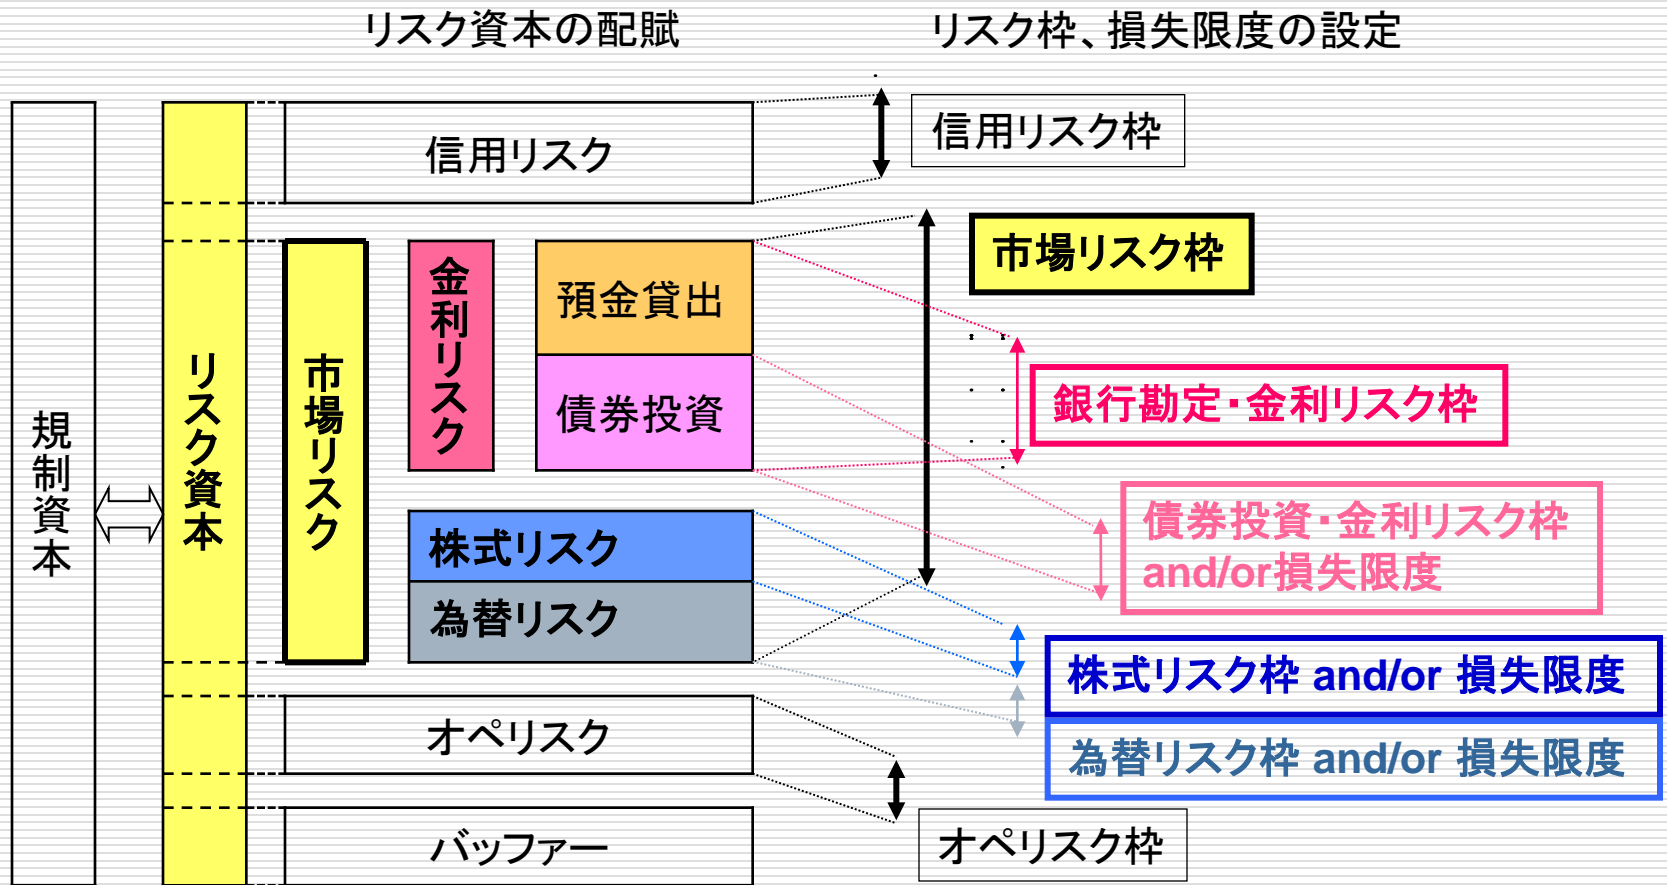 リスク資本の配賦
リスク枠、損失限度の設定
規制資本
リスク資本
信用リスク
信用リスク枠
市場リスク
金利リスク
預金貸出
債券投資
市場リスク枠
銀行勘定・金利リスク枠
債券投資・金利リスク枠
and/or損失限度
株式リスク
為替リスク
株式リスク枠 and/or 損失限度
為替リスク枠 and/or 損失限度
オペリスク
オペリスク枠
バッファー